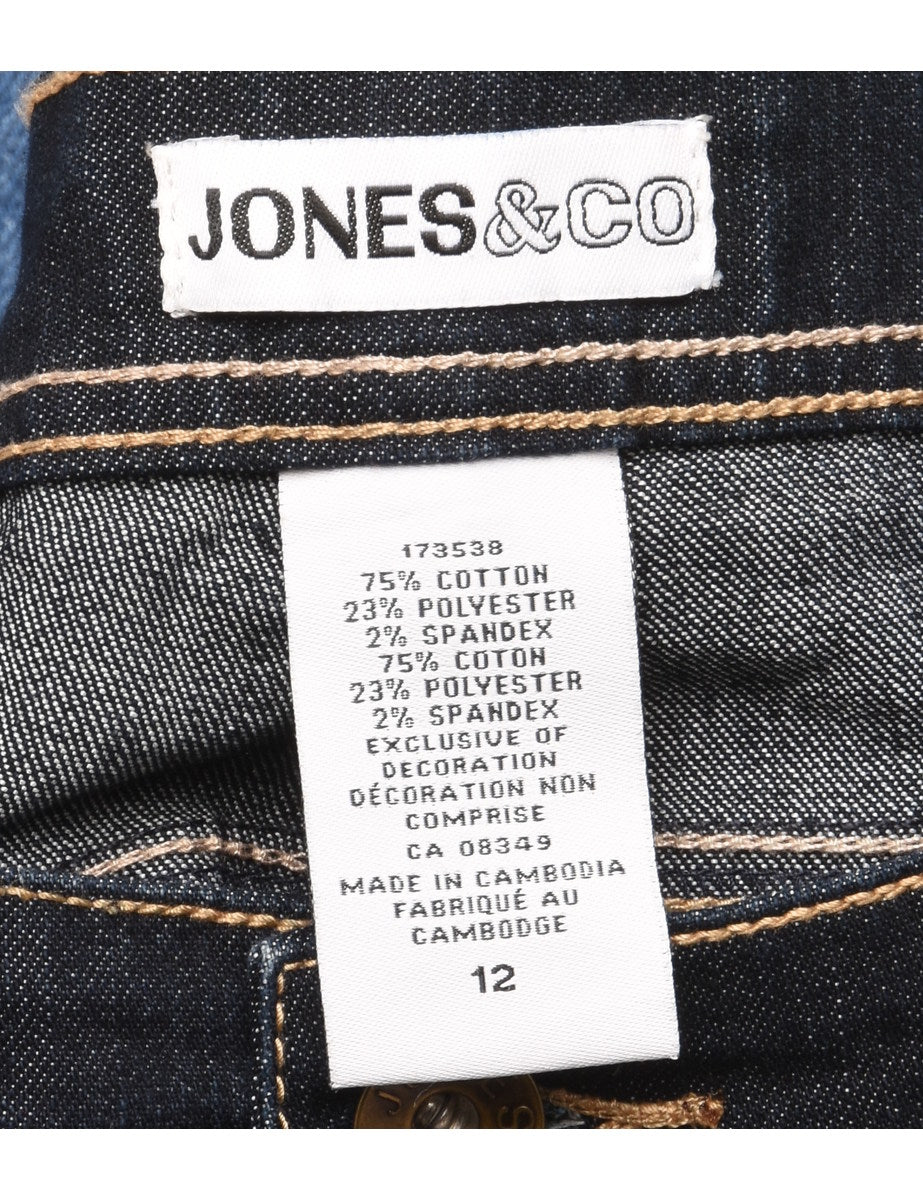 JONES&CO
173538
75% COTTON
23% POLYESTER
2% SPANDEX
75% COTON
23% POLYESTER
2% SPANDEX
EXCLUSIVE OF
DECORATION
DÉCORATION NON
COMPRISE
CA 08349
MADE IN CAMBODIA
FABRIQUÉ AU
CAMBODGE
12